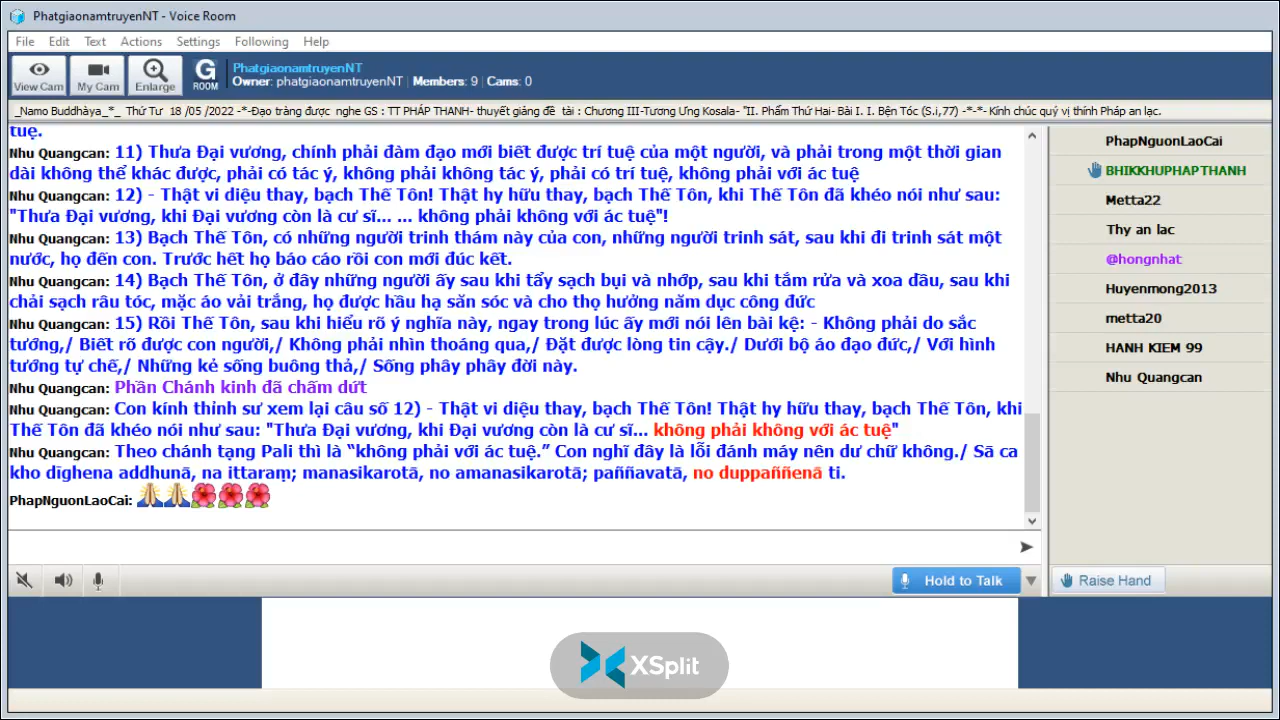 PhatgiaonamtruyenNT - Voice Room
File Edit Text Actions Settings Following Help
View Cam My Cam Enlarge G ROOM
PhatgiaonamtruyenNT
Owner: phatgiaonamtruyenNT | Members: 9 | Cams: 0
_Namo Buddhàya_*_ Thứ Tư 18 /05 /2022 -*-Đạo tràng được nghe GS : TT PHÁP THANH- thuyết giảng đề tài : Chương III-Tương Ưng Kosala- "II. Phẩm Thứ Hai- Bài I. I. Bện Tóc (S.i,77) -*-*- Kính chúc quý vị thính Pháp an lạc.
tuệ.
Nhu Quangcan: 11) Thưa Đại vương, chính phải đàm đạo mới biết được trí tuệ của một người, và phải trong một thời gian
dài không thể khác được, phải có tác ý, không phải không tác ý, phải có trí tuệ, không phải với ác tuệ
Nhu Quangcan: 12) - Thật vi diệu thay, bạch Thế Tôn! Thật hy hữu thay, bạch Thế Tôn, khi Thế Tôn đã khéo nói như sau:
"Thưa Đại vương, khi Đại vương còn là cư sĩ... ... không phải không với ác tuệ"!
Nhu Quangcan: 13) Bạch Thế Tôn, có những người trinh thám này của con, những người trinh sát, sau khi đi trinh sát một
nước, họ đến con. Trước hết họ báo cáo rồi con mới đúc kết.
Nhu Quangcan: 14) Bạch Thế Tôn, ở đây những người ấy sau khi tẩy sạch bụi và nhớp, sau khi tắm rửa và xoa dầu, sau khi
chải sạch râu tóc, mặc áo vải trắng, họ được hầu hạ săn sóc và cho thọ hưởng năm dục công đức
Nhu Quangcan: 15) Rồi Thế Tôn, sau khi hiểu rõ ý nghĩa này, ngay trong lúc ấy mới nói lên bài kệ: - Không phải do sắc
tướng,/ Biết rõ được con người,/ Không phải nhìn thoáng qua,/ Đặt được lòng tin cậy./ Dưới bộ áo đạo đức,/ Với hình
tướng tự chế,/ Những kẻ sống buông thả,/ Sống phây phây đời này.
Nhu Quangcan: Phần Chánh kinh đã chấm dứt
Nhu Quangcan: Con kính thỉnh sư xem lại câu số 12) - Thật vi diệu thay, bạch Thế Tôn! Thật hy hữu thay, bạch Thế Tôn, khi
Thế Tôn đã khéo nói như sau: "Thưa Đại vương, khi Đại vương còn là cư sĩ... không phải không với ác tuệ"
Nhu Quangcan: Theo chánh tạng Pali thì là “không phải với ác tuệ.” Con nghĩ đây là lỗi đánh máy nên dư chữ không./ Sā ca
kho dīghena addhunā, na ittaraṃ; manasikarotā, no amanasikarotā; paññavatā, no duppaññenā ti.
PhapNguonLaoCai:
PhapNguonLaoCai
BHIKKHUPHAPTHANH
Metta22
Thy an lac
@hongnhat
Huyenmong2013
metta20
HANH KIEM 99
Nhu Quangcan
Hold to Talk
Raise Hand
XSplit